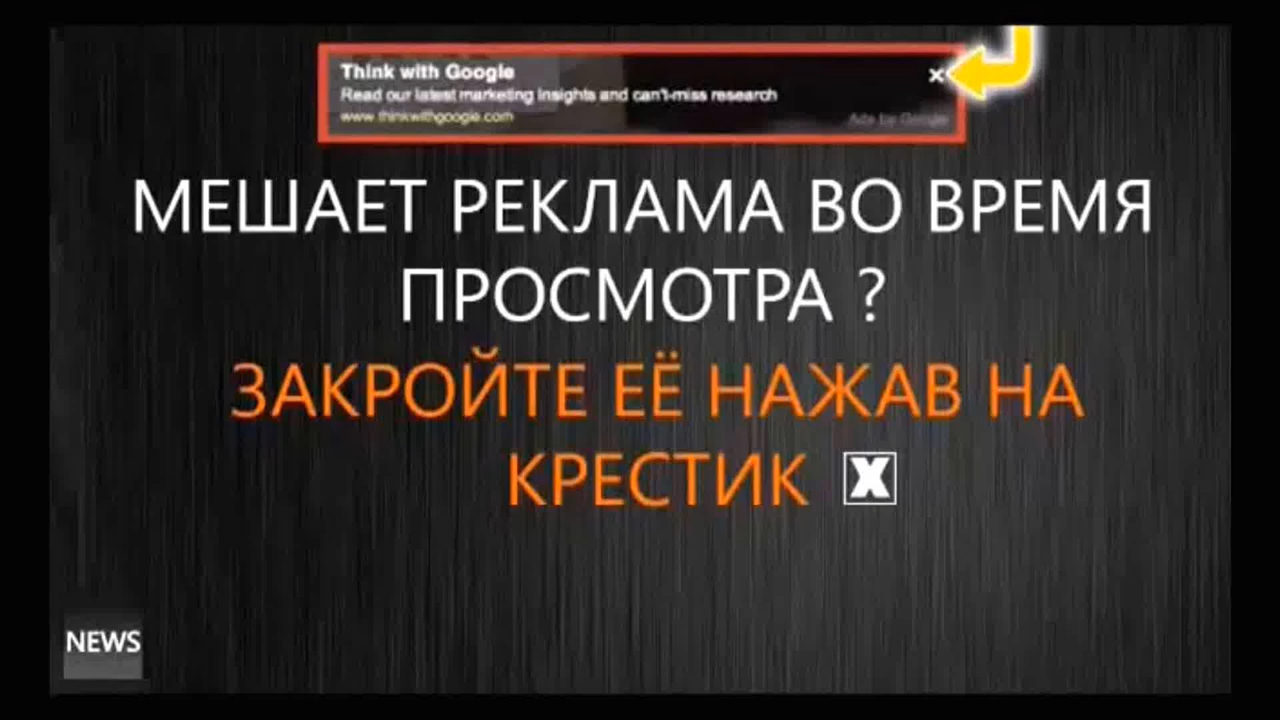 Think with Google
Read our latest marketing insights and can't-miss research
www.thinkwithgoogle.com
Ads by Google
МЕШАЕТ РЕКЛАМА ВО ВРЕМЯ
ПРОСМОТРА ?
ЗАКРОЙТЕ ЕЁ НАЖАВ НА
КРЕСТИК X
NEWS